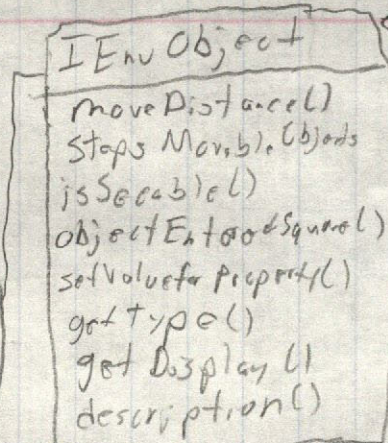 IEnvObject
moveDistance()
stopsMovableObjects
isSeeable()
objectEnteredSquare()
setValueforProperty()
getType()
getDisplay()
description()